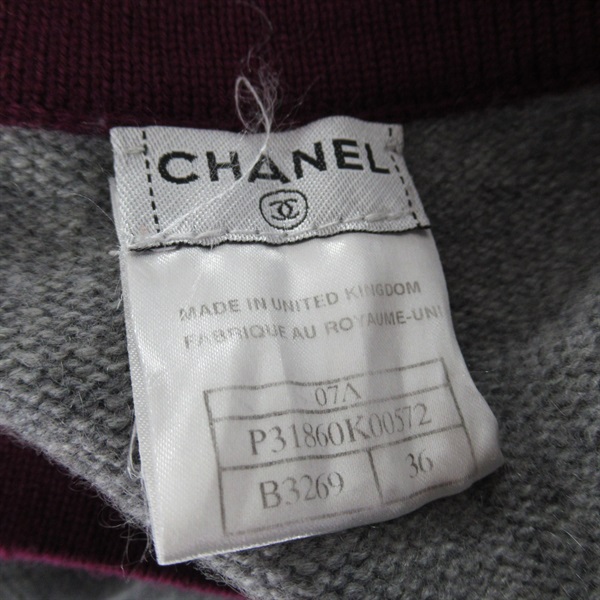 CHANEL
MADE IN UNITED KINGDOM
FABRIQUE AU ROYAUME-UNI
07A
P31860K00572
B3269 36